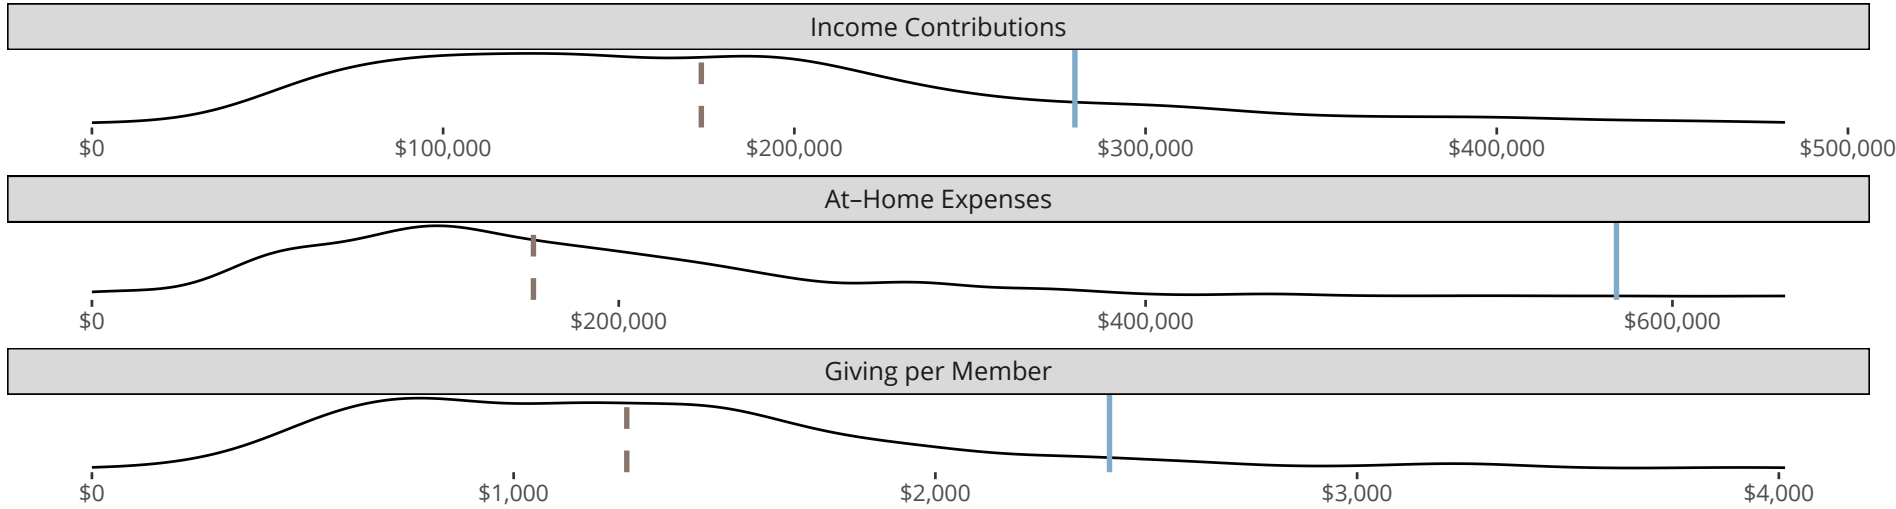 Income Contributions
$0 $100,000 $200,000 $300,000 $400,000 $500,000
At–Home Expenses
$0 $200,000 $400,000 $600,000
Giving per Member
$0 $1,000 $2,000 $3,000 $4,000